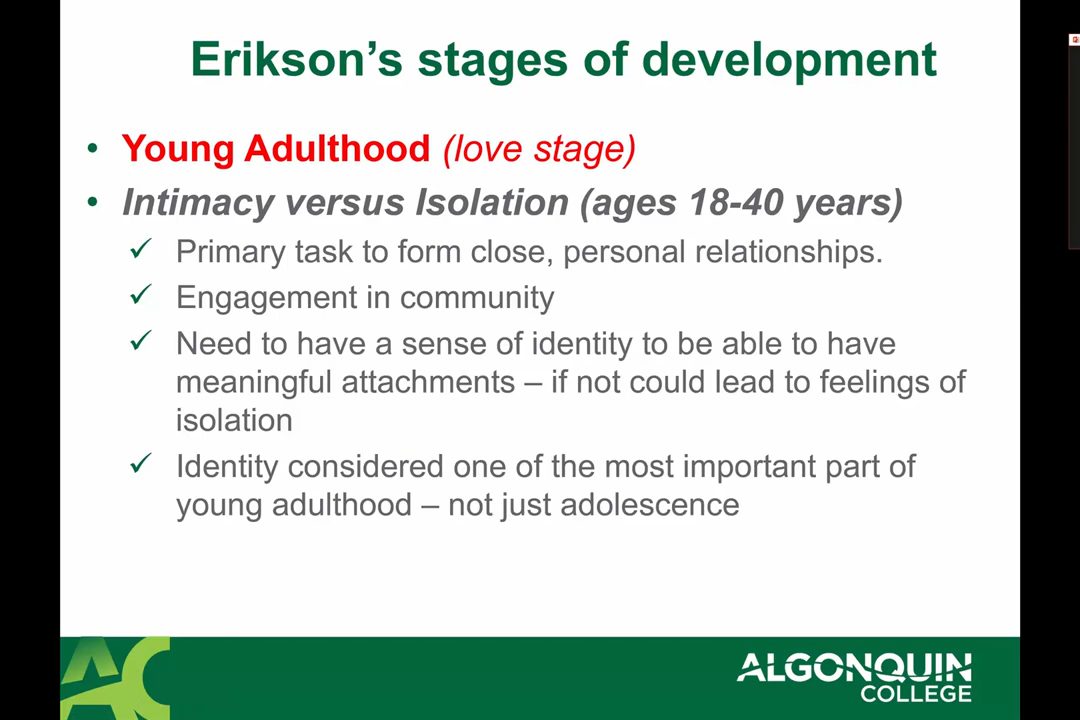 Erikson’s stages of development
• Young Adulthood (love stage)
• Intimacy versus Isolation (ages 18-40 years)
✓ Primary task to form close, personal relationships.
✓ Engagement in community
✓ Need to have a sense of identity to be able to have
meaningful attachments – if not could lead to feelings of
isolation
✓ Identity considered one of the most important part of
young adulthood – not just adolescence
AC
ALGONQUIN
COLLEGE